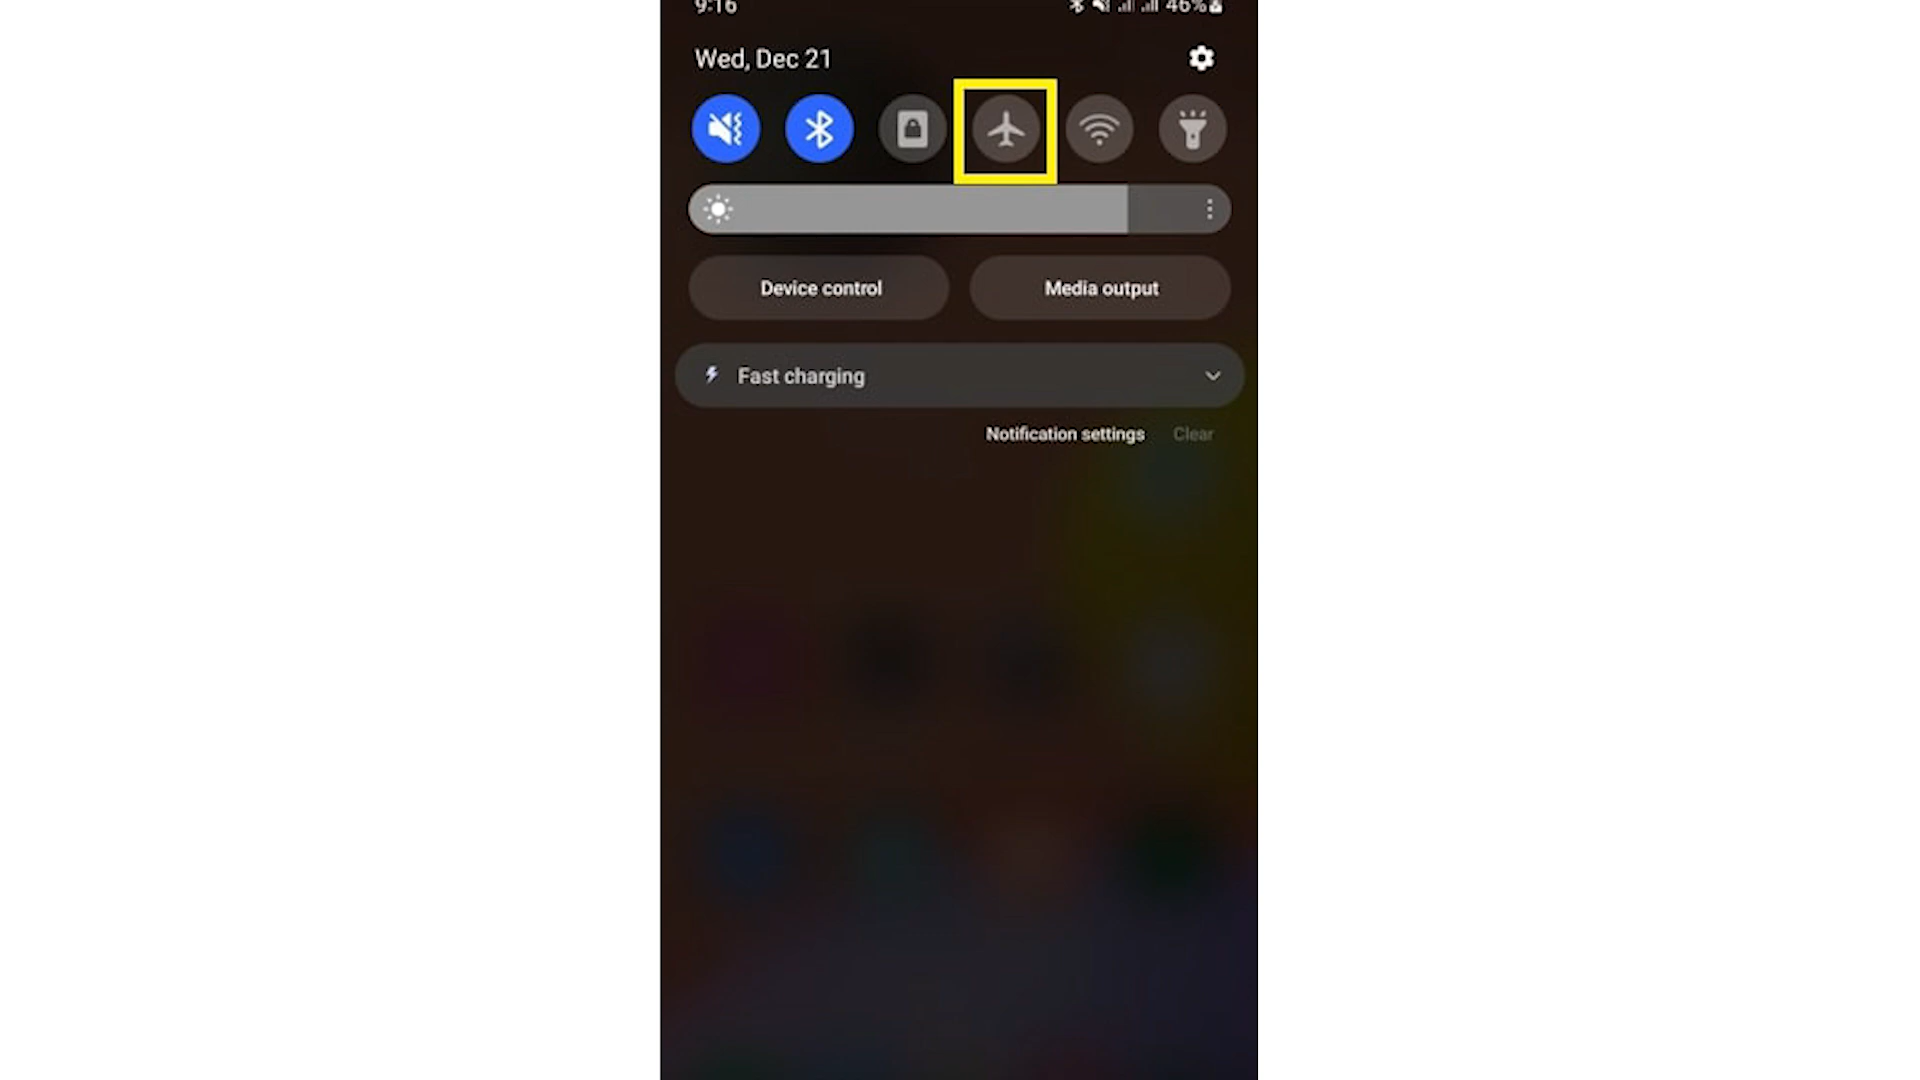 9:16 46%
Wed, Dec 21
Device control Media output
Fast charging
Notification settings Clear